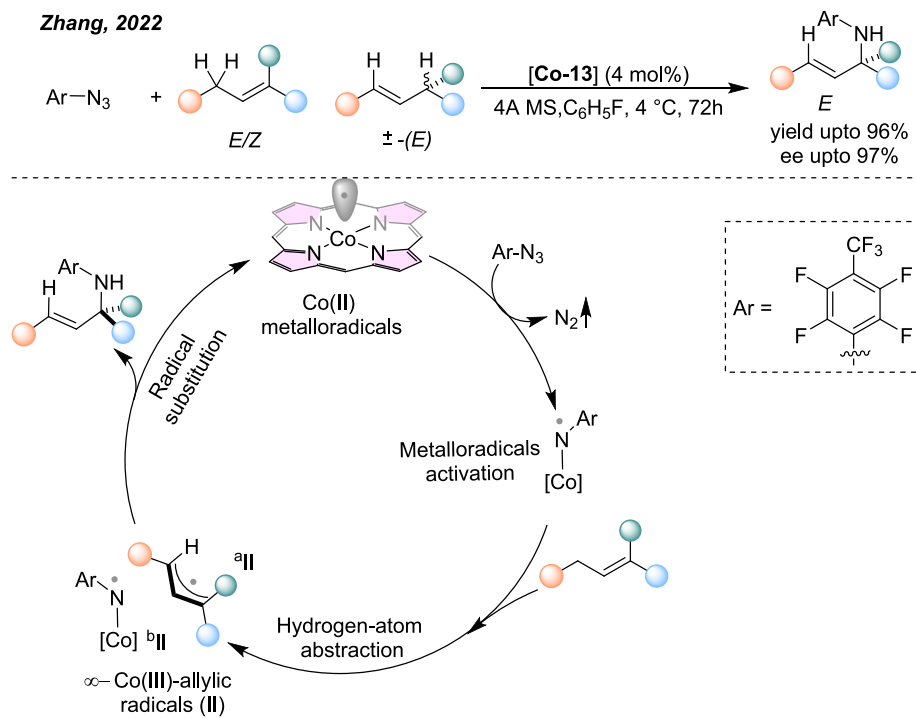 Zhang, 2022
Ar–N3 + H H E/Z H H ± -(E)
[Co-13] (4 mol%)
4A MS,C6H5F, 4 °C, 72h
Ar NH H
E
yield upto 96%
ee upto 97%
N N N N Co
Co(II)
metalloradicals
Ar-N3
N2
Ar
N
[Co]
Metalloradicals
activation
Hydrogen-atom
abstraction
H
aII
Ar
N
[Co] bII
∞– Co(III)-allylic
radicals (II)
Radical
substitution
Ar NH
H
Ar =
CF3
F F
F F